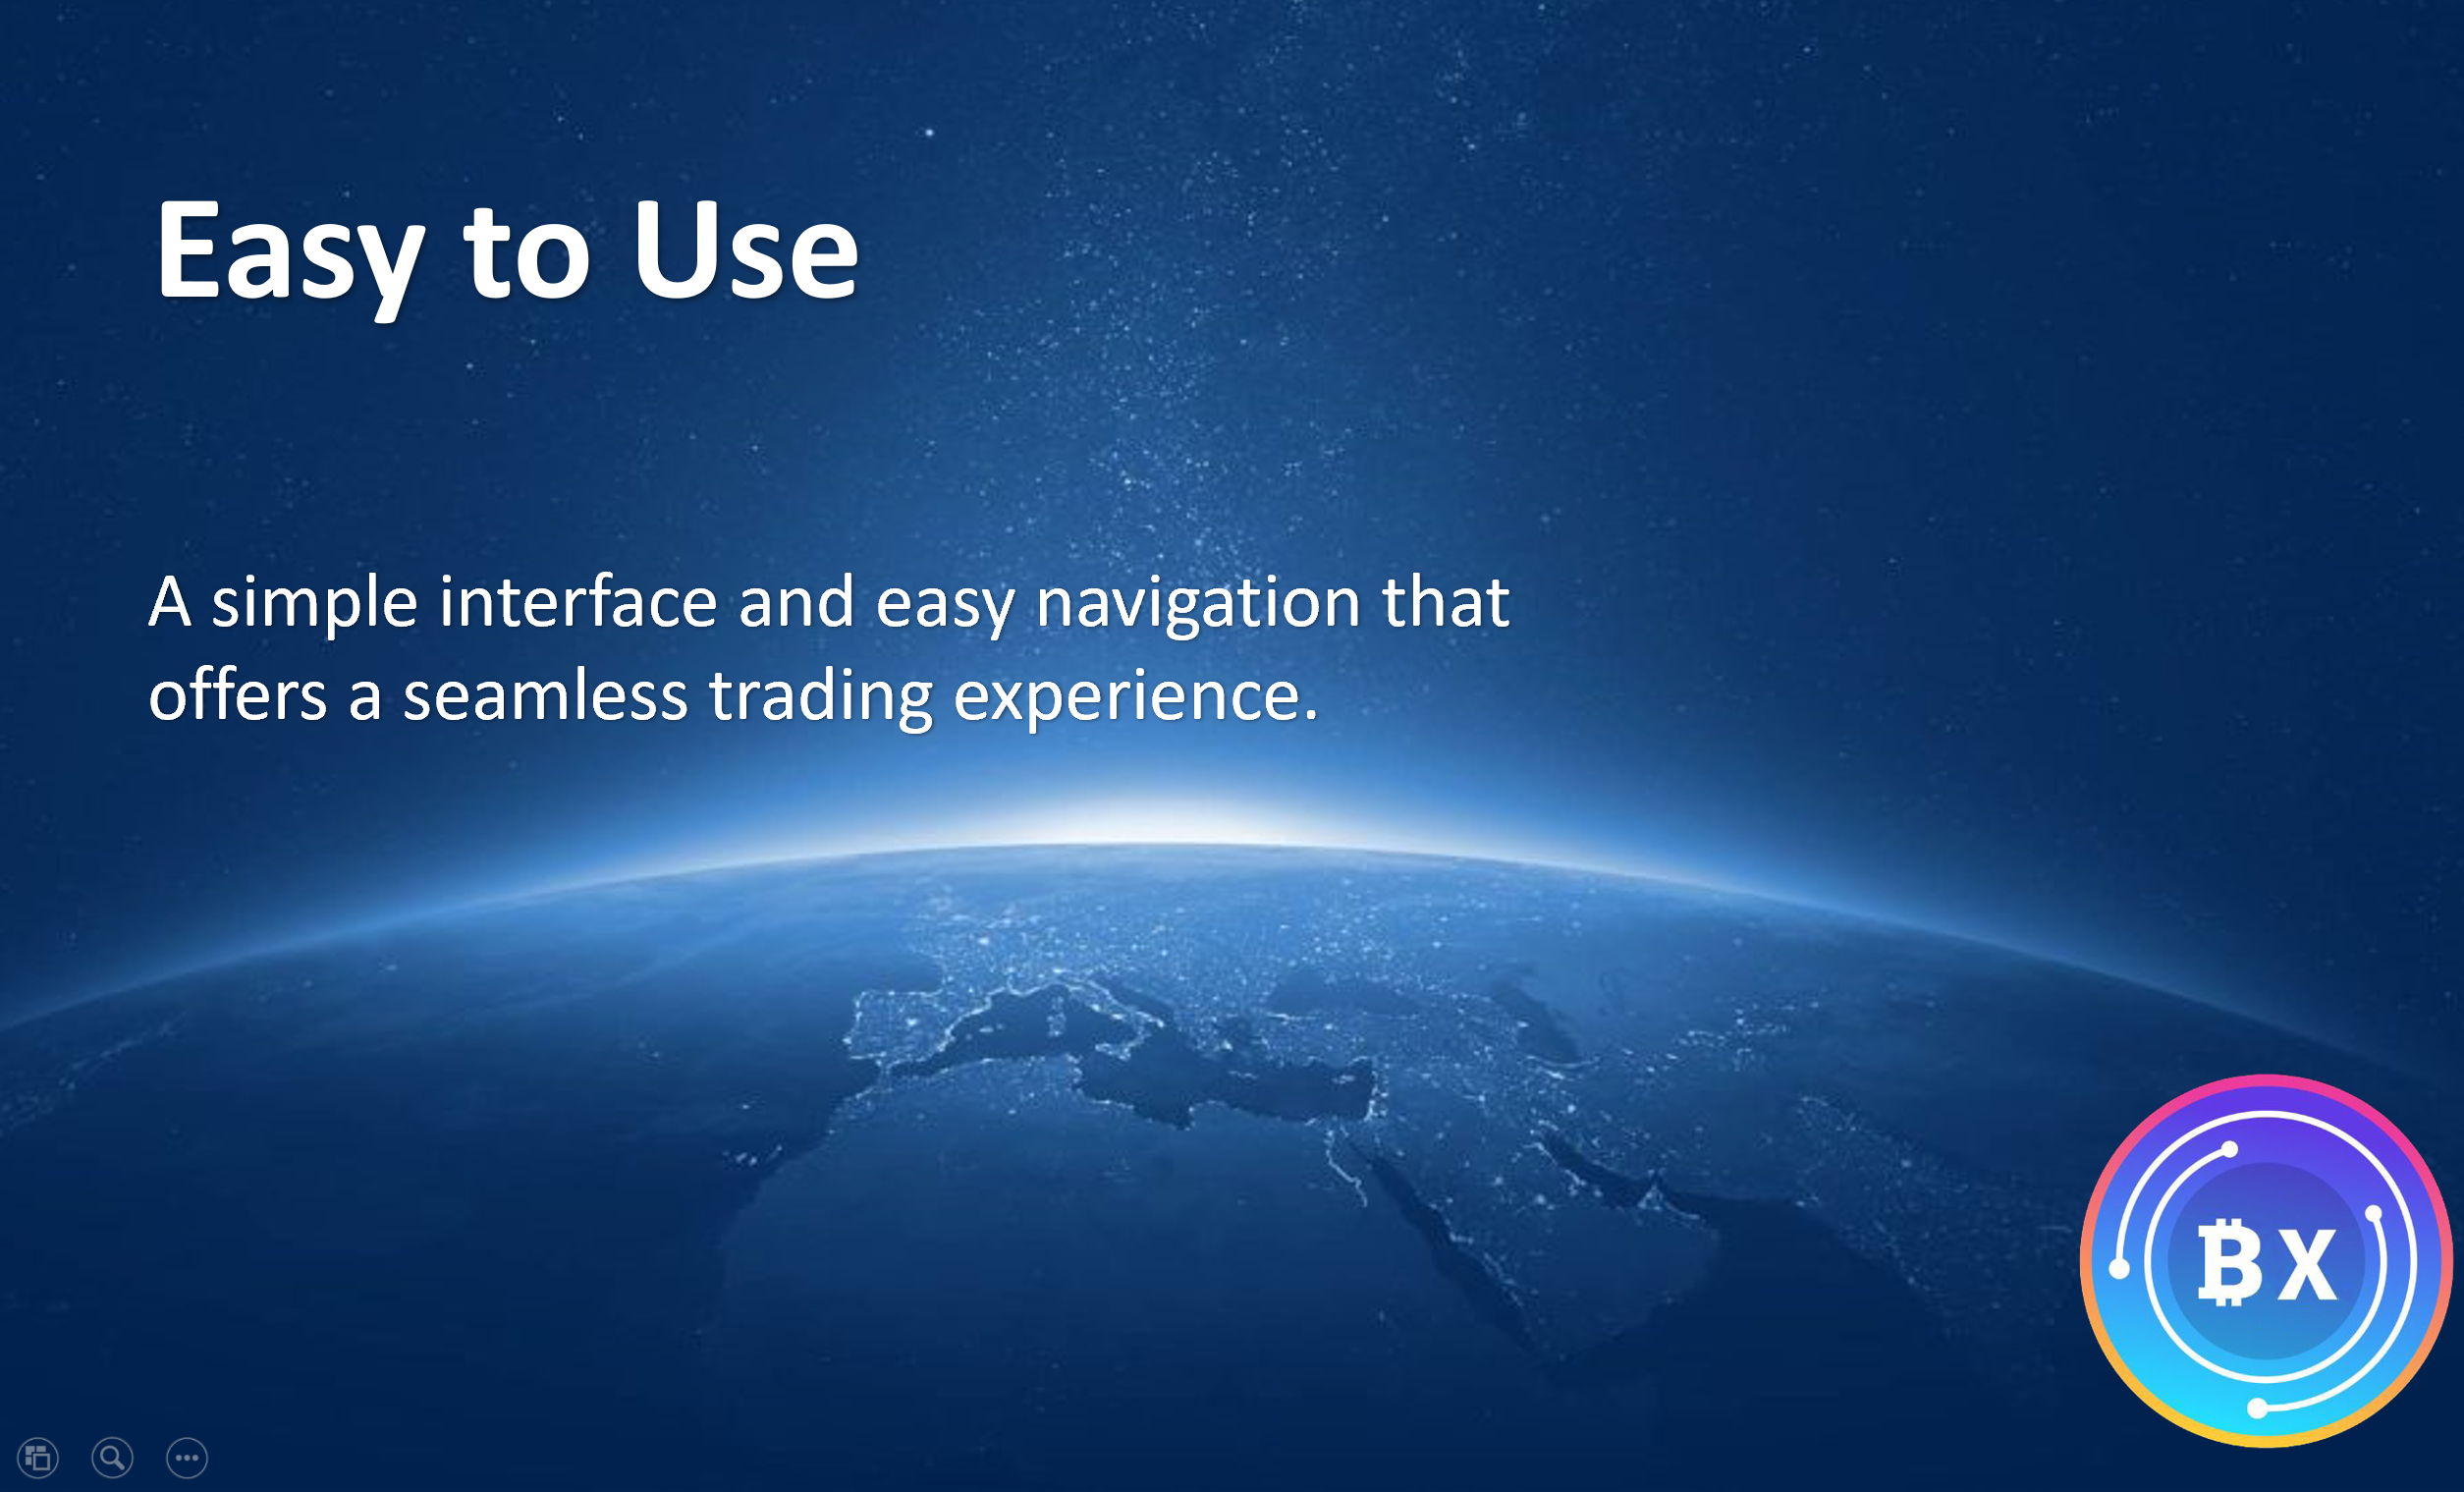 Easy to Use
A simple interface and easy navigation that
offers a seamless trading experience.
BX